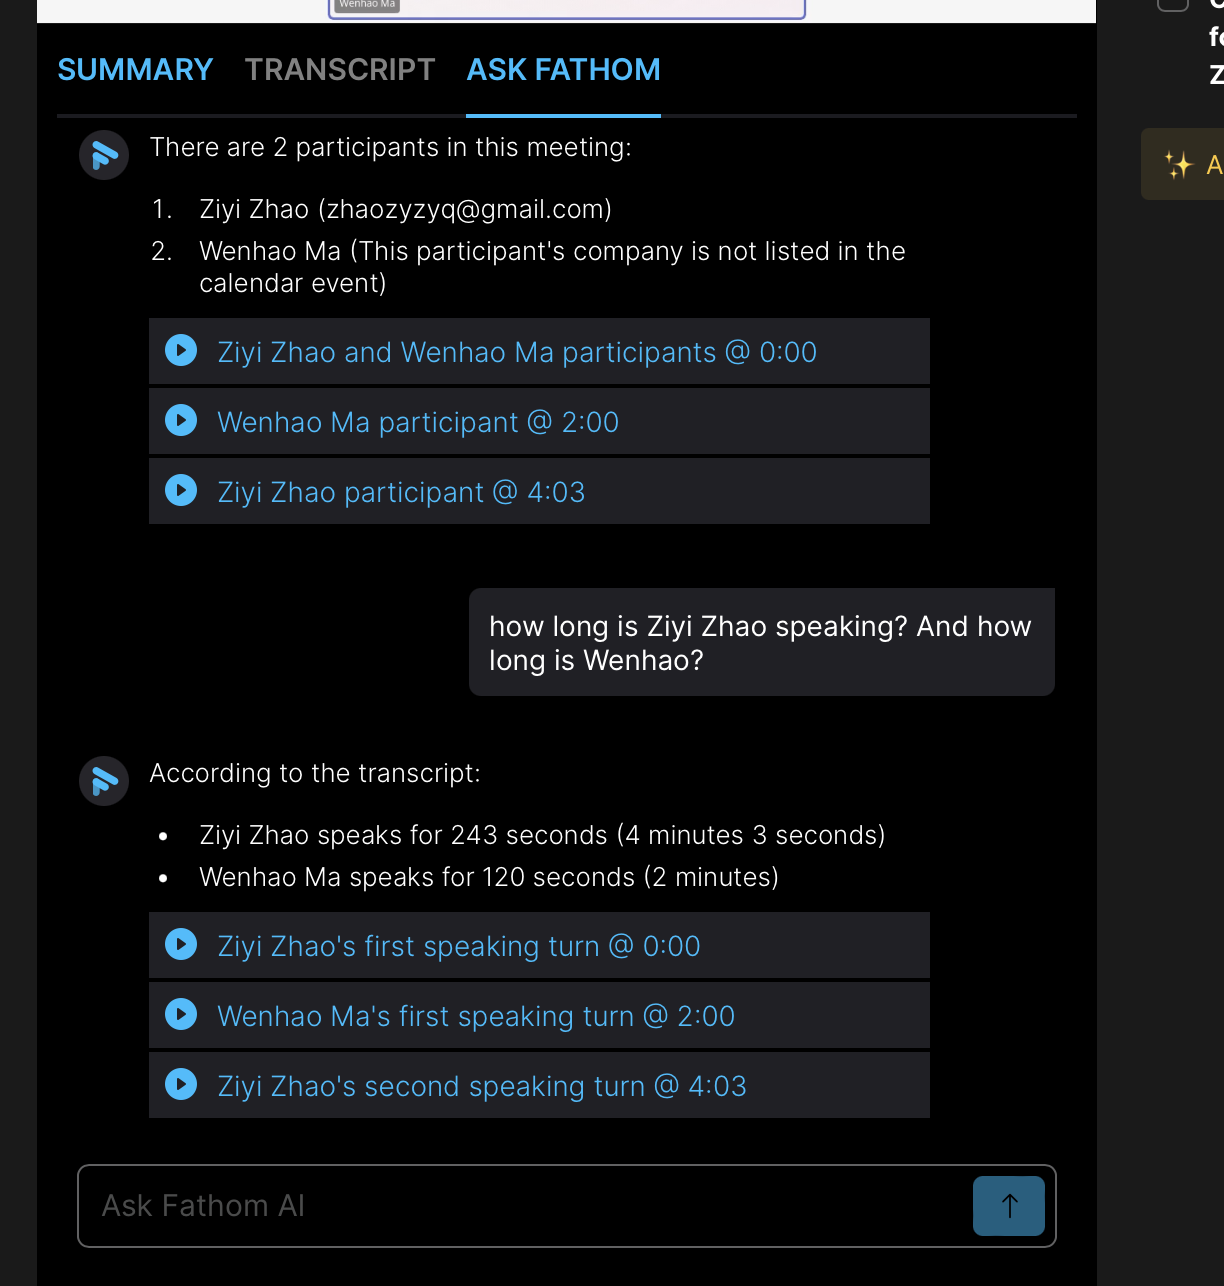 Wenhao Ma
SUMMARY TRANSCRIPT ASK FATHOM
There are 2 participants in this meeting:
1. Ziyi Zhao (zhaozyzyq@gmail.com)
2. Wenhao Ma (This participant's company is not listed in the
calendar event)
Ziyi Zhao and Wenhao Ma participants @ 0:00
Wenhao Ma participant @ 2:00
Ziyi Zhao participant @ 4:03
how long is Ziyi Zhao speaking? And how
long is Wenhao?
According to the transcript:
• Ziyi Zhao speaks for 243 seconds (4 minutes 3 seconds)
• Wenhao Ma speaks for 120 seconds (2 minutes)
Ziyi Zhao's first speaking turn @ 0:00
Wenhao Ma's first speaking turn @ 2:00
Ziyi Zhao's second speaking turn @ 4:03
Ask Fathom AI